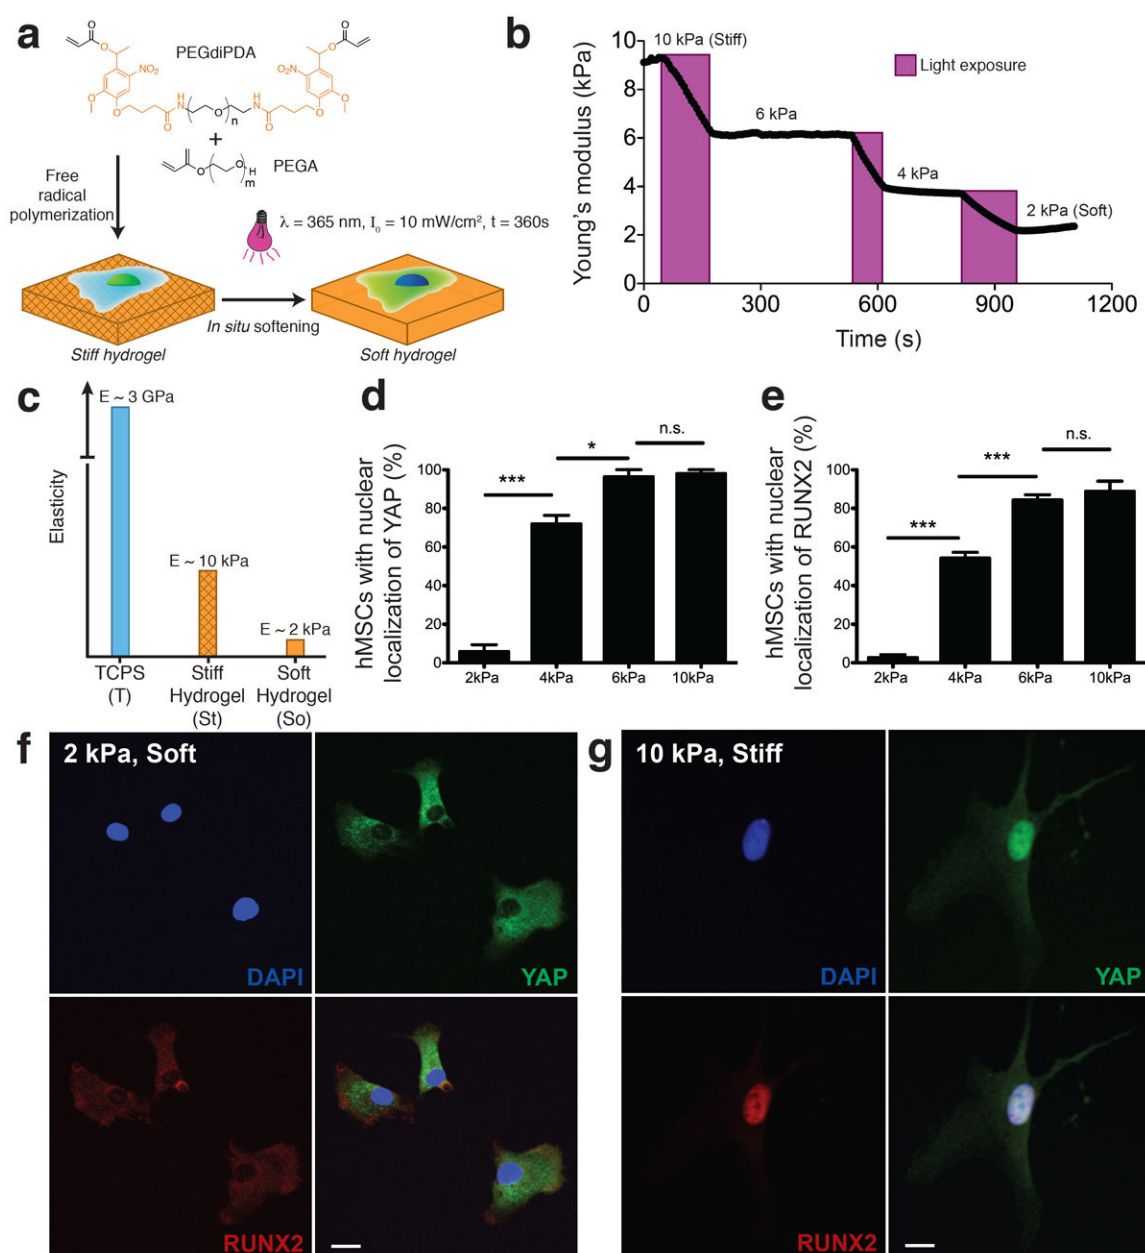 a
PEGdiPDA
O
O
O
O
NO₂
O₂N
O
O
O
O
H
N
O
n
H
N
O
O
+
O
O
H
m
PEGA
Free
radical
polymerization
λ = 365 nm, I₀ = 10 mW/cm², t = 360s
In situ softening
Stiff hydrogel
Soft hydrogel
b
Young's modulus (kPa)
10
8
6
4
2
0
10 kPa (Stiff)
Light exposure
6 kPa
4 kPa
2 kPa (Soft)
0
300
600
900
1200
Time (s)
c
Elasticity
E ~ 3 GPa
E ~ 10 kPa
E ~ 2 kPa
TCPS
(T)
Stiff
Hydrogel
(St)
Soft
Hydrogel
(So)
d
hMSCs with nuclear
localization of YAP (%)
100
80
60
40
20
0
***
*
n.s.
2kPa
4kPa
6kPa
10kPa
e
hMSCs with nuclear
localization of RUNX2 (%)
100
80
60
40
20
0
***
***
n.s.
2kPa
4kPa
6kPa
10kPa
f
2 kPa, Soft
DAPI
YAP
RUNX2
g
10 kPa, Stiff
YAP
RUNX2